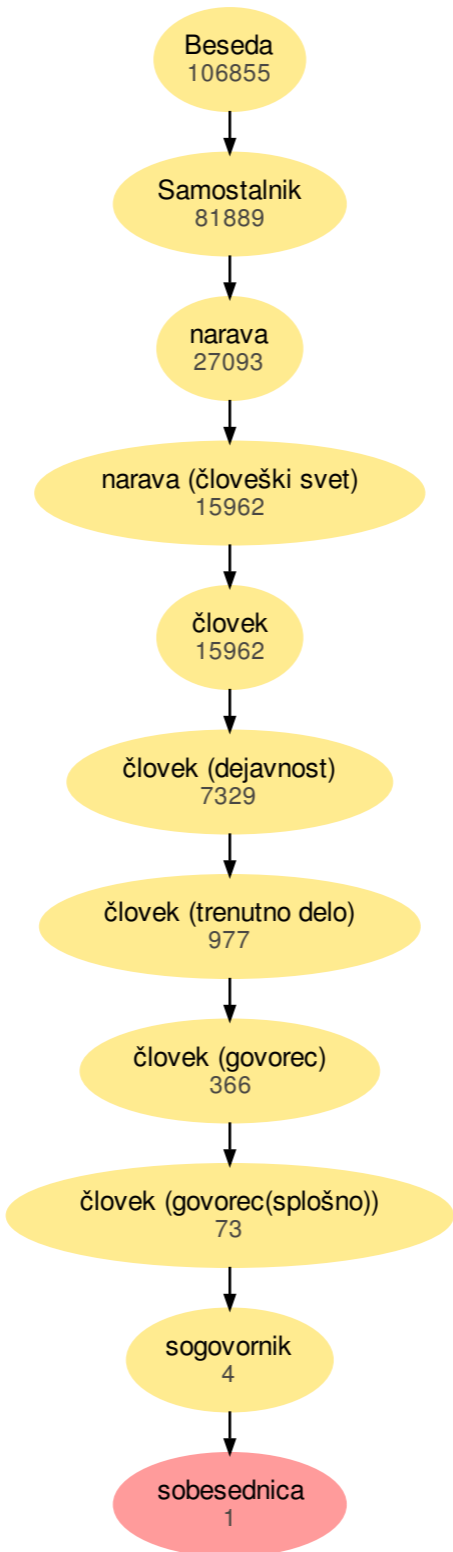 Beseda
106855
Samostalnik
81889
narava
27093
narava (človeški svet)
15962
človek
15962
človek (dejavnost)
7329
človek (trenutno delo)
977
človek (govorec)
366
človek (govorec(splošno))
73
sogovornik
4
sobesednica
1